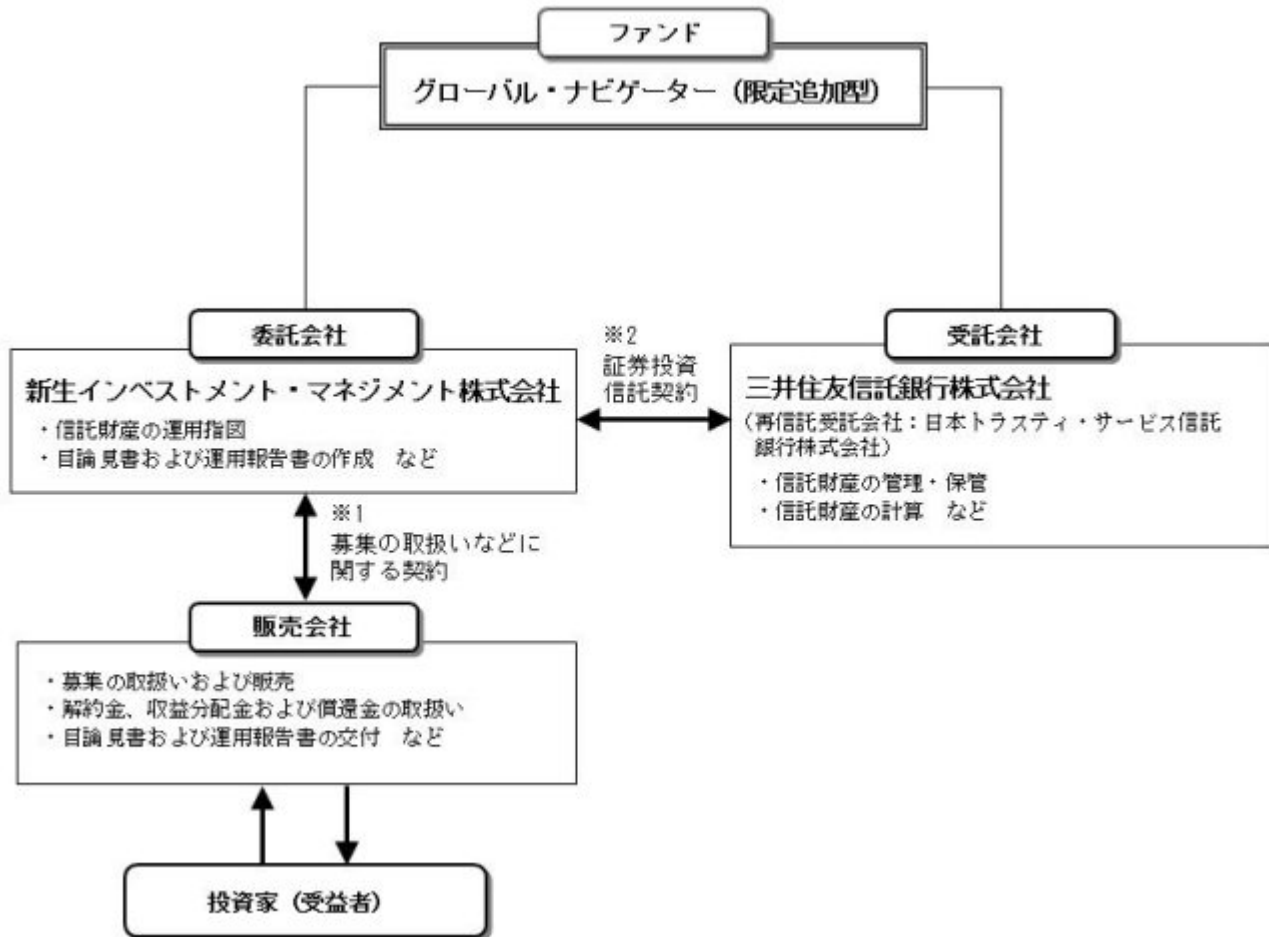 ファンド
グローバル・ナビゲーター（限定追加型）
委託会社
新生インベストメント・マネジメント株式会社
・信託財産の運用指図
・目論見書および運用報告書の作成　など
※2
証券投資
信託契約
受託会社
三井住友信託銀行株式会社
（再信託受託会社：日本トラスティ・サービス信託
銀行株式会社）
・信託財産の管理・保管
・信託財産の計算　など
※1
募集の取扱いなどに
関する契約
販売会社
・募集の取扱いおよび販売
・解約金、収益分配金および償還金の取扱い
・目論見書および運用報告書の交付　など
投資家（受益者）